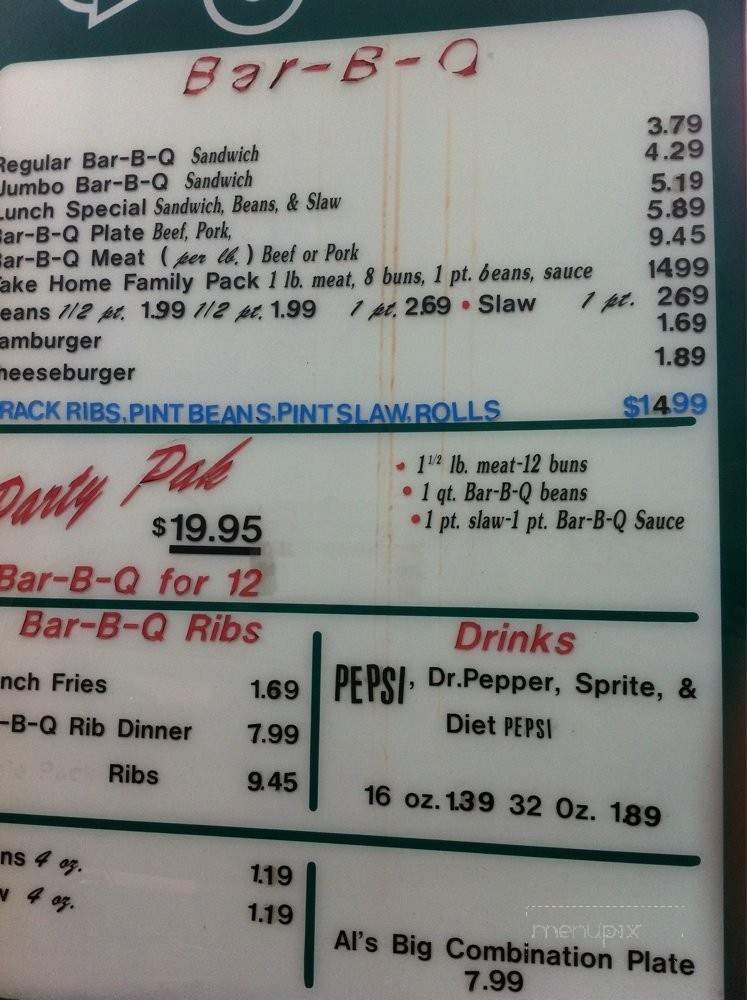 Bar-B-Q
Regular Bar-B-Q Sandwich 3.79
Jumbo Bar-B-Q Sandwich 4.29
Lunch Special Sandwich, Beans, & Slaw 5.19
Bar-B-Q Plate Beef, Pork, 5.89
Bar-B-Q Meat ( per lb. ) Beef or Pork 9.45
ake Home Family Pack 1 lb. meat, 8 buns, 1 pt. beans, sauce 1499
eans 1/2 pt. 1.99 1/2 pt. 1.99 1 pt. 2.69 • Slaw 1 pt. 269
amburger 1.69
heeseburger 1.89
RACK RIBS, PINT BEANS, PINT SLAW, ROLLS $14.99
Party Pak
$19.95
Bar-B-Q for 12
• 1 1/2 lb. meat-12 buns
• 1 qt. Bar-B-Q beans
• 1 pt. slaw-1 pt. Bar-B-Q Sauce
Bar-B-Q Ribs
nch Fries 1.69
-B-Q Rib Dinner 7.99
Ribs 9.45
Drinks
PEPSI, Dr.Pepper, Sprite, &
Diet PEPSI
16 oz. 1.39 32 Oz. 1.89
ns 4 oz. 1.19
w 4 oz. 1.19
Al's Big Combination Plate
7.99
menupix